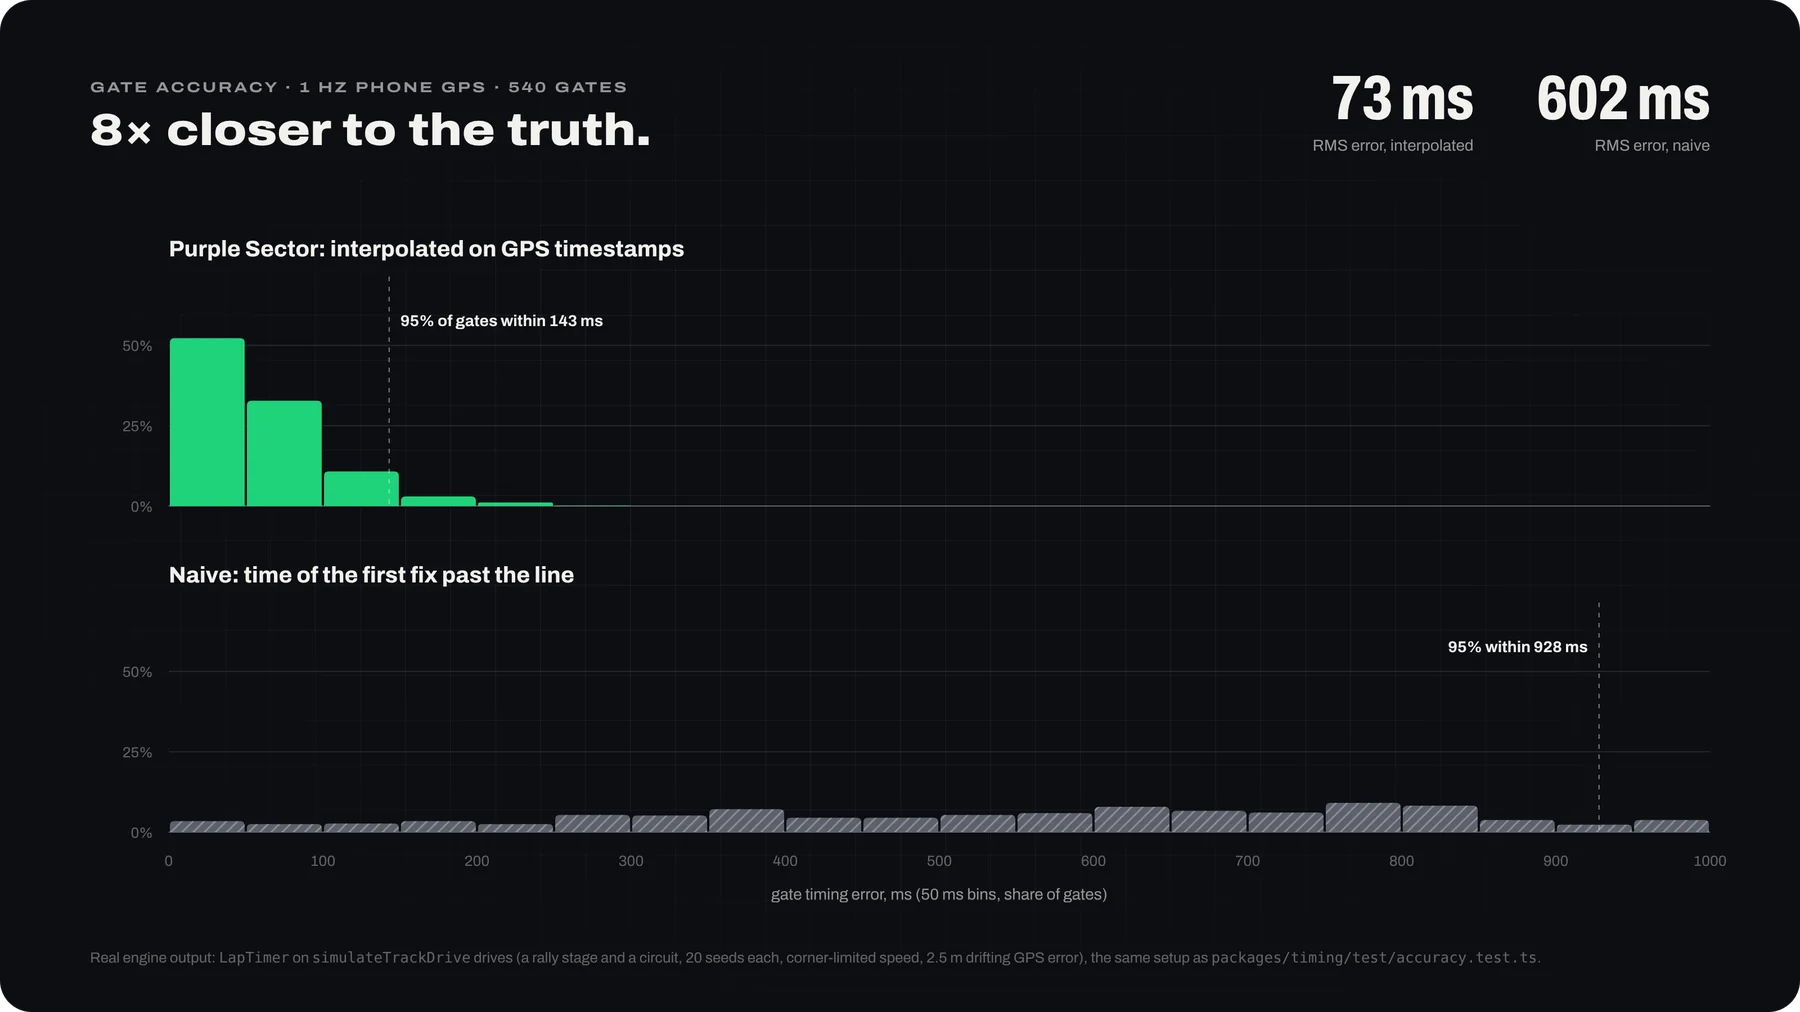 GATE ACCURACY · 1 HZ PHONE GPS · 540 GATES
8× closer to the truth.
73 ms
RMS error, interpolated
602 ms
RMS error, naive
Purple Sector: interpolated on GPS timestamps
95% of gates within 143 ms
50%
25%
0%
Naive: time of the first fix past the line
95% within 928 ms
50%
25%
0%
0 100 200 300 400 500 600 700 800 900 1000
gate timing error, ms (50 ms bins, share of gates)
Real engine output: LapTimer on simulateTrackDrive drives (a rally stage and a circuit, 20 seeds each, corner-limited speed, 2.5 m drifting GPS error), the same setup as packages/timing/test/accuracy.test.ts.